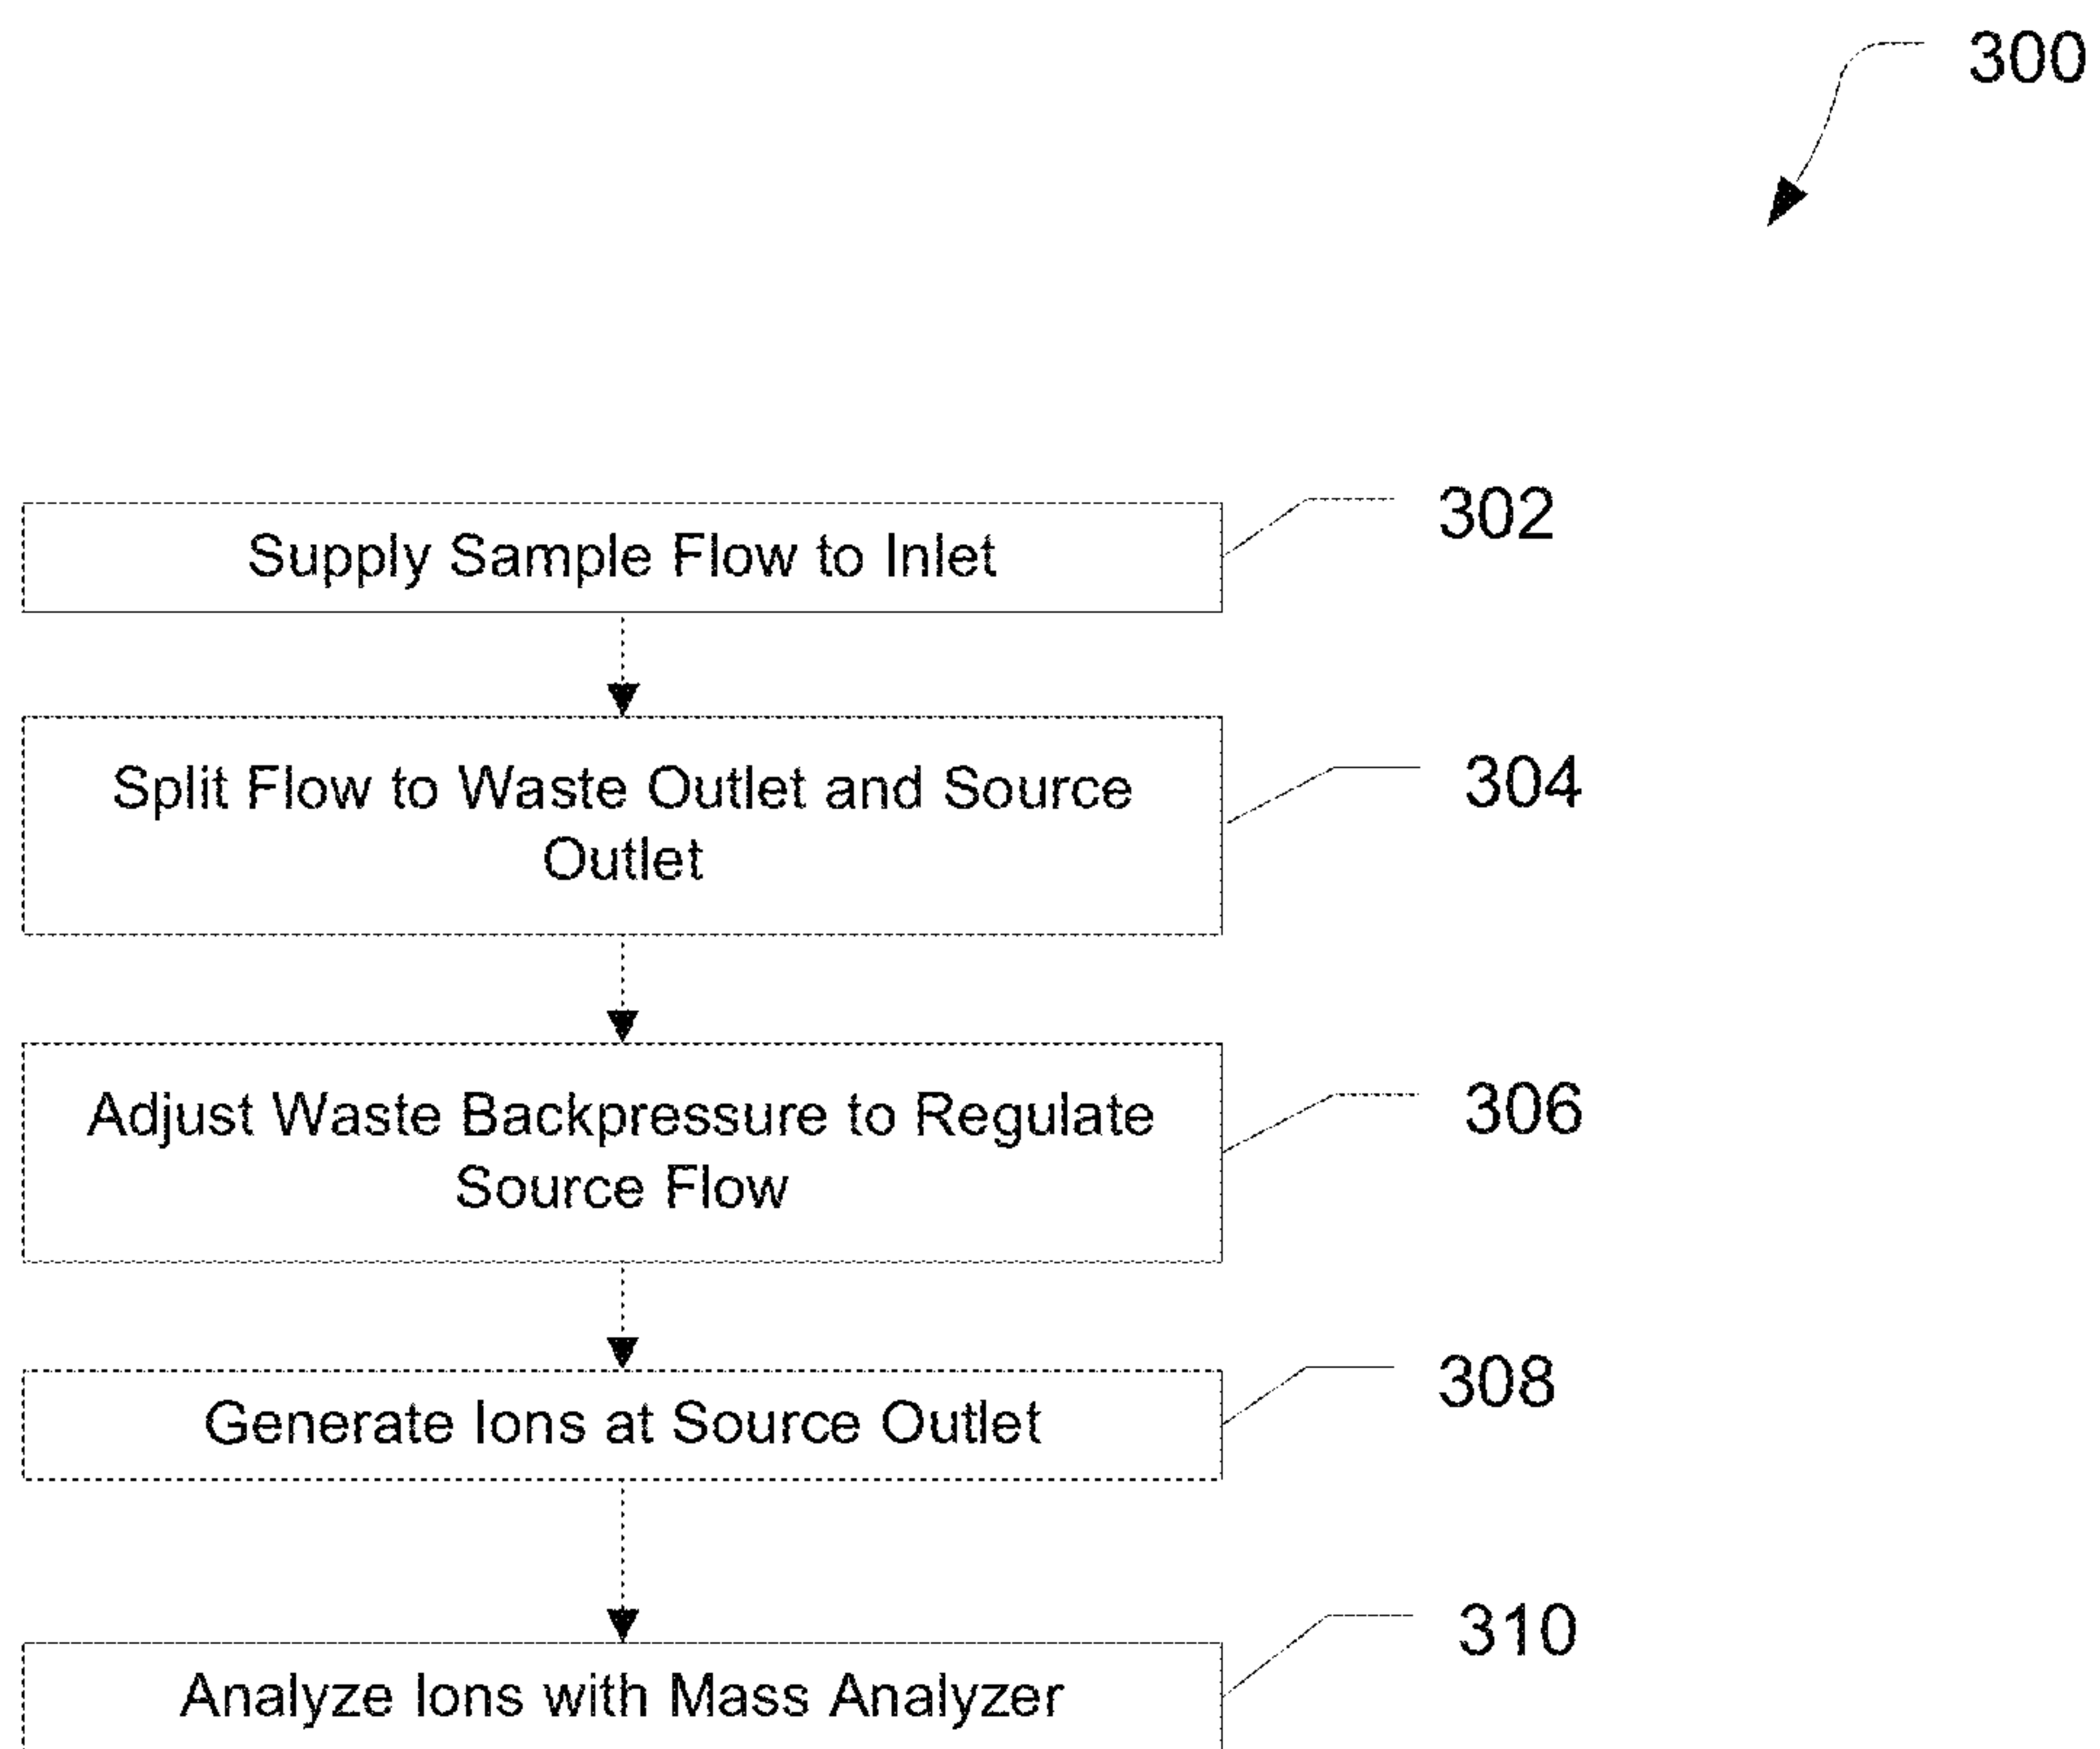 300
Supply Sample Flow to Inlet
302
Split Flow to Waste Outlet and Source
Outlet
304
Adjust Waste Backpressure to Regulate
Source Flow
306
Generate Ions at Source Outlet
308
Analyze Ions with Mass Analyzer
310